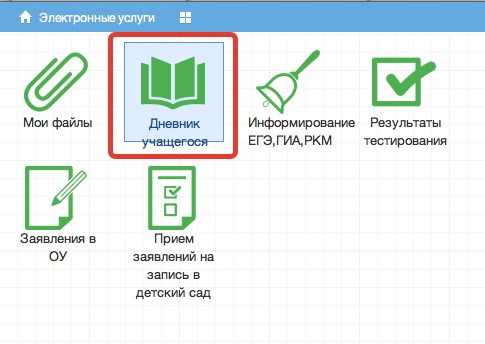 Электронные услуги
Мои файлы
Дневник
учащегося
Информирование
ЕГЭ,ГИА,РКМ
Результаты
тестирования
Заявления в
ОУ
Прием
заявлений на
запись в
детский сад